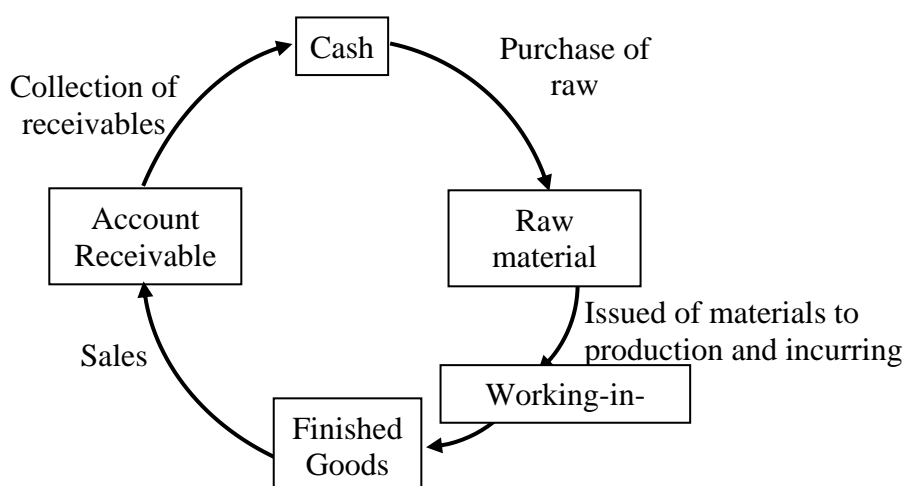 Cash
Purchase of
raw
Collection of
receivables
Account
Receivable
Raw
material
Issued of materials to
production and incurring
Sales
Working-in-
Finished
Goods